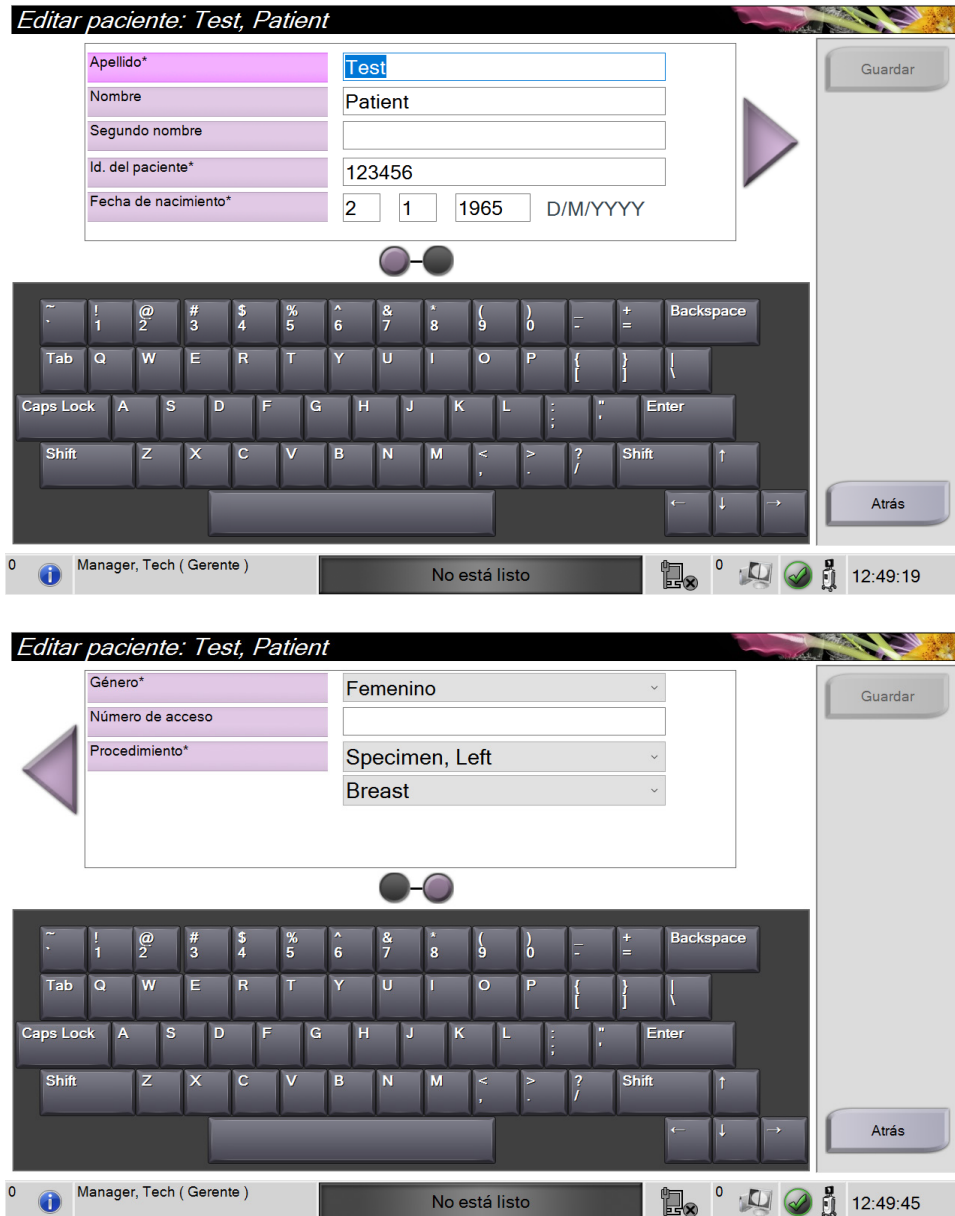 Editar paciente: Test, Patient
Apellido* Test
Nombre Patient
Segundo nombre
Id. del paciente* 123456
Fecha de nacimiento* 2 1 1965 D/M/YYYY
Guardar
~ ` ! 1 @ 2 # 3 $ 4 % 5 ^ 6 & 7 * 8 ( 9 ) 0 _ - + = Backspace
Tab Q W E R T Y U I O P { [ } ] | \
Caps Lock A S D F G H J K L : ; " ' Enter
Shift Z X C V B N M < , > . ? / Shift ↑
← ↓ →
Atrás
0 Manager, Tech ( Gerente ) No está listo 0 12:49:19
Editar paciente: Test, Patient
Género* Femenino
Número de acceso
Procedimiento* Specimen, Left
Breast
Guardar
~ ` ! 1 @ 2 # 3 $ 4 % 5 ^ 6 & 7 * 8 ( 9 ) 0 _ - + = Backspace
Tab Q W E R T Y U I O P { [ } ] | \
Caps Lock A S D F G H J K L : ; " ' Enter
Shift Z X C V B N M < , > . ? / Shift ↑
← ↓ →
Atrás
0 Manager, Tech ( Gerente ) No está listo 0 12:49:45